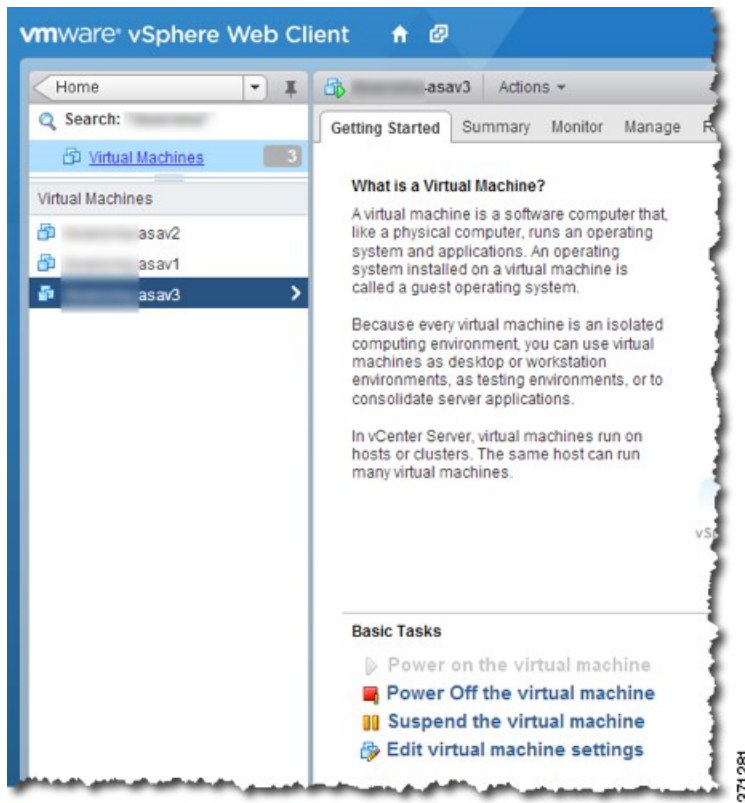 vmware® vSphere Web Client
Home
asav3 Actions
Search:
Getting Started Summary Monitor Manage R
Virtual Machines 3
Virtual Machines
asav2
asav1
asav3
What is a Virtual Machine?
A virtual machine is a software computer that,
like a physical computer, runs an operating
system and applications. An operating
system installed on a virtual machine is
called a guest operating system.
Because every virtual machine is an isolated
computing environment, you can use virtual
machines as desktop or workstation
environments, as testing environments, or to
consolidate server applications.
In vCenter Server, virtual machines run on
hosts or clusters. The same host can run
many virtual machines.
vSp
Basic Tasks
Power on the virtual machine
Power Off the virtual machine
Suspend the virtual machine
Edit virtual machine settings
371281